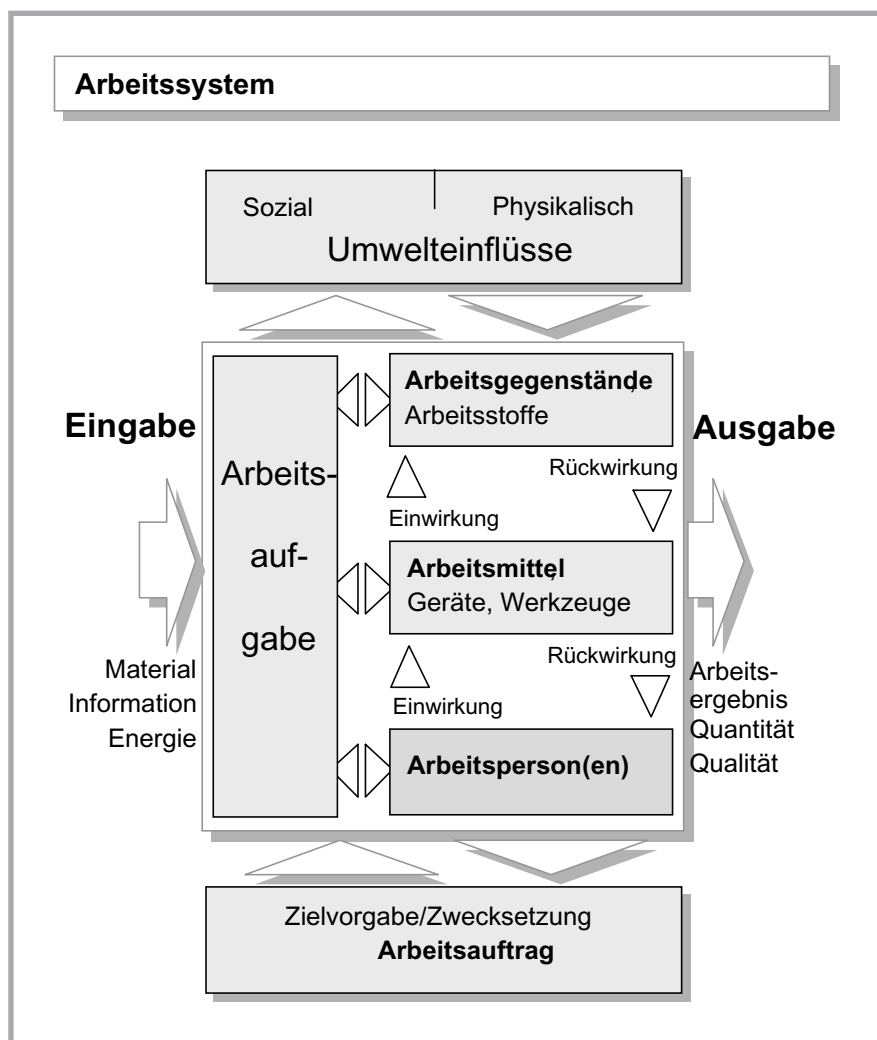 Arbeitssystem
Sozial
Physikalisch
Umwelteinflüsse
Eingabe
Material
Information
Energie
Arbeits-
auf-
gabe
Arbeitsgegenstände,
Arbeitsstoffe
Einwirkung
Rückwirkung
Arbeitsmittel,
Geräte, Werkzeuge
Einwirkung
Rückwirkung
Arbeitsperson(en)
Ausgabe
Arbeits-
ergebnis
Quantität
Qualität
Zielvorgabe/Zwecksetzung
Arbeitsauftrag